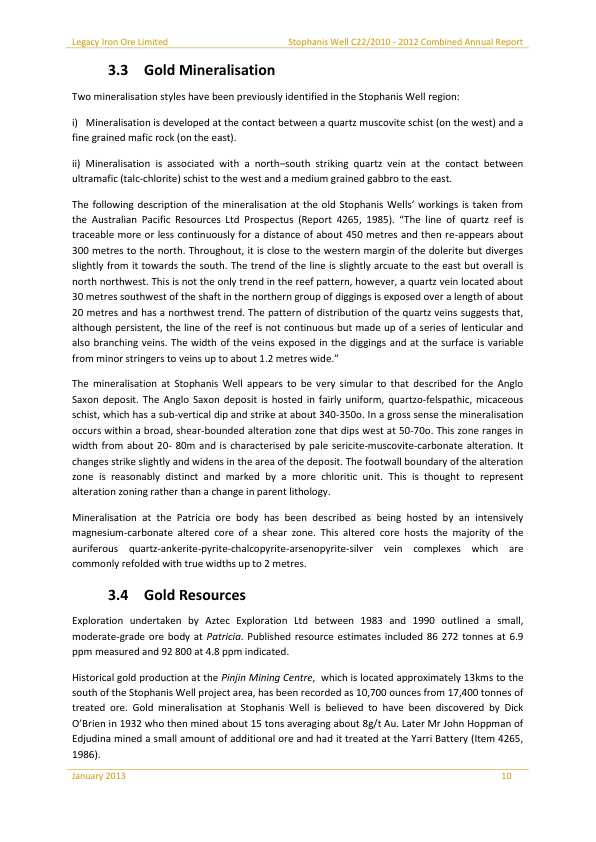 Legacy Iron Ore Limited Stophanis Well C22/2010 - 2012 Combined Annual Report
3.3 Gold Mineralisation
Two mineralisation styles have been previously identified in the Stophanis Well region:
i) Mineralisation is developed at the contact between a quartz muscovite schist (on the west) and a
fine grained mafic rock (on the east).
ii) Mineralisation is associated with a north–south striking quartz vein at the contact between
ultramafic (talc-chlorite) schist to the west and a medium grained gabbro to the east.
The following description of the mineralisation at the old Stophanis Wells’ workings is taken from
the Australian Pacific Resources Ltd Prospectus (Report 4265, 1985). “The line of quartz reef is
traceable more or less continuously for a distance of about 450 metres and then re-appears about
300 metres to the north. Throughout, it is close to the western margin of the dolerite but diverges
slightly from it towards the south. The trend of the line is slightly arcuate to the east but overall is
north northwest. This is not the only trend in the reef pattern, however, a quartz vein located about
30 metres southwest of the shaft in the northern group of diggings is exposed over a length of about
20 metres and has a northwest trend. The pattern of distribution of the quartz veins suggests that,
although persistent, the line of the reef is not continuous but made up of a series of lenticular and
also branching veins. The width of the veins exposed in the diggings and at the surface is variable
from minor stringers to veins up to about 1.2 metres wide.”
The mineralisation at Stophanis Well appears to be very simular to that described for the Anglo
Saxon deposit. The Anglo Saxon deposit is hosted in fairly uniform, quartzo-felspathic, micaceous
schist, which has a sub-vertical dip and strike at about 340-350o. In a gross sense the mineralisation
occurs within a broad, shear-bounded alteration zone that dips west at 50-70o. This zone ranges in
width from about 20- 80m and is characterised by pale sericite-muscovite-carbonate alteration. It
changes strike slightly and widens in the area of the deposit. The footwall boundary of the alteration
zone is reasonably distinct and marked by a more chloritic unit. This is thought to represent
alteration zoning rather than a change in parent lithology.
Mineralisation at the Patricia ore body has been described as being hosted by an intensively
magnesium-carbonate altered core of a shear zone. This altered core hosts the majority of the
auriferous quartz-ankerite-pyrite-chalcopyrite-arsenopyrite-silver vein complexes which are
commonly refolded with true widths up to 2 metres.
3.4 Gold Resources
Exploration undertaken by Aztec Exploration Ltd between 1983 and 1990 outlined a small,
moderate-grade ore body at Patricia. Published resource estimates included 86 272 tonnes at 6.9
ppm measured and 92 800 at 4.8 ppm indicated.
Historical gold production at the Pinjin Mining Centre, which is located approximately 13kms to the
south of the Stophanis Well project area, has been recorded as 10,700 ounces from 17,400 tonnes of
treated ore. Gold mineralisation at Stophanis Well is believed to have been discovered by Dick
O’Brien in 1932 who then mined about 15 tons averaging about 8g/t Au. Later Mr John Hoppman of
Edjudina mined a small amount of additional ore and had it treated at the Yarri Battery (Item 4265,
1986).
January 2013 10